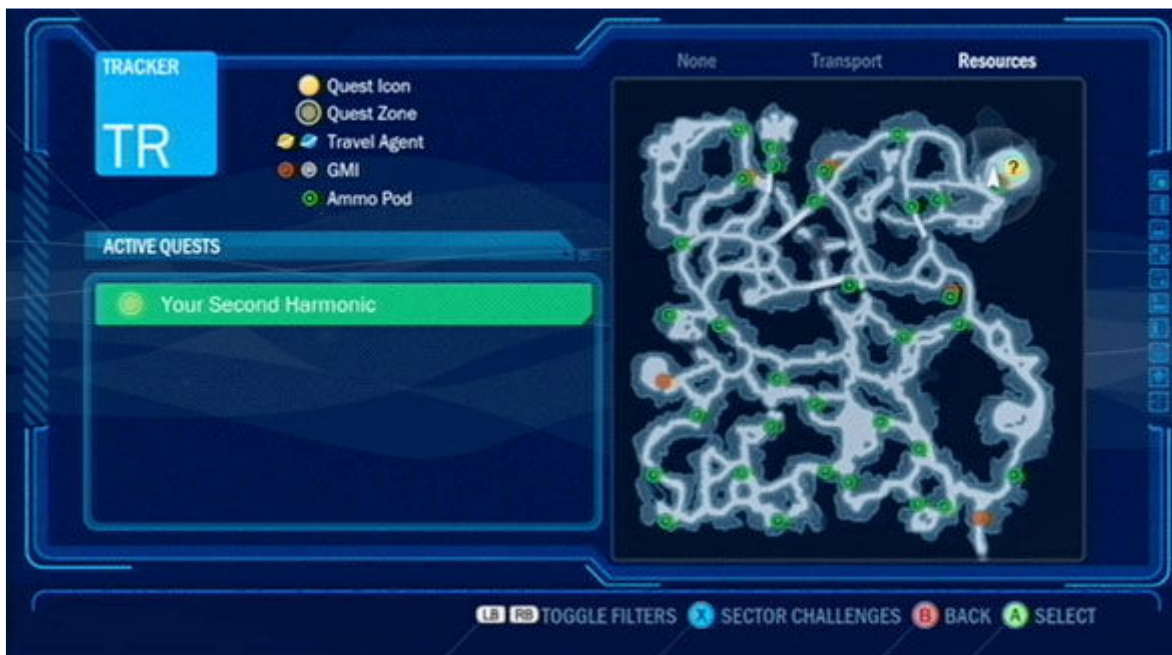 TRACKER
TR
Quest Icon
Quest Zone
Travel Agent
GMI
Ammo Pod
None Transport Resources
?
ACTIVE QUESTS
Your Second Harmonic
LB RB TOGGLE FILTERS X SECTOR CHALLENGES B BACK A SELECT